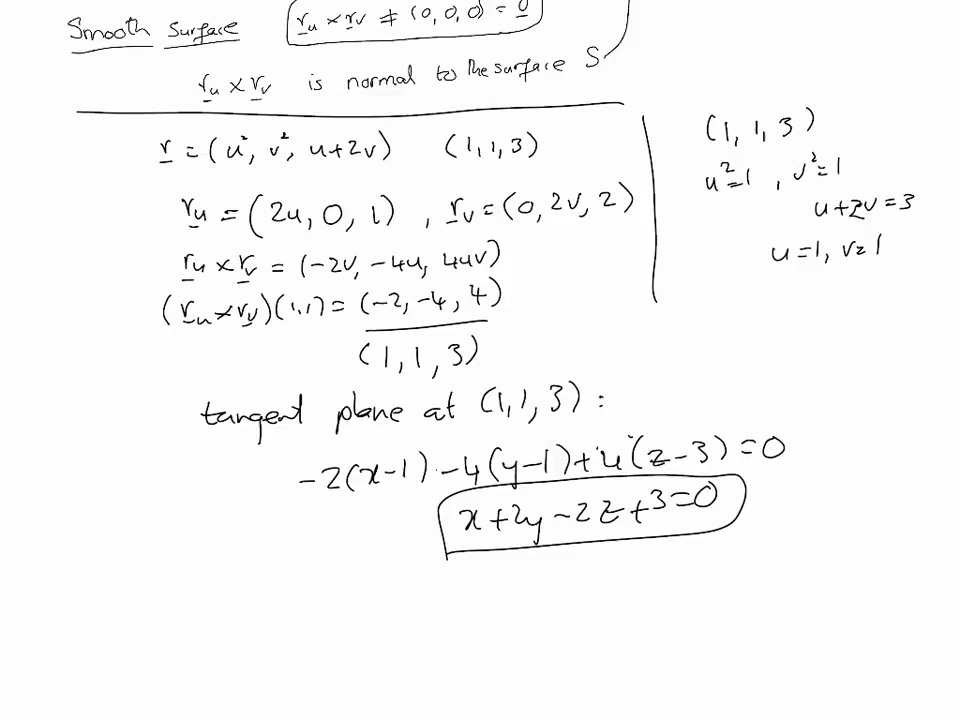 Smooth Surface r_u × r_v ≠ (0, 0, 0) = 0
r_u × r_v is normal to the surface S
r = (u², v², u+2v) (1, 1, 3)
r_u = (2u, 0, 1), r_v = (0, 2v, 2)
r_u × r_v = (-2v, -4u, 4uv)
(r_u × r_v)(1,1) = (-2, -4, 4)
(1, 1, 3)
(1, 1, 3)
u² = 1, v² = 1
u + 2v = 3
u = 1, v = 1
tangent plane at (1, 1, 3) :
-2(x-1) - 4(y-1) + 4(z-3) = 0
x + 2y - 2z + 3 = 0